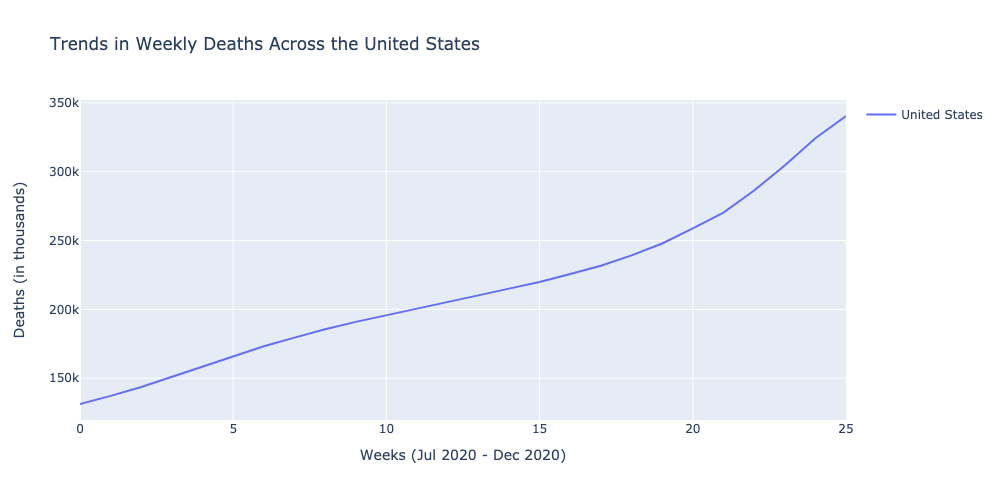 Trends in Weekly Deaths Across the United States
350k
300k
250k
200k
150k
Deaths (in thousands)
0 5 10 15 20 25
Weeks (Jul 2020 - Dec 2020)
United States